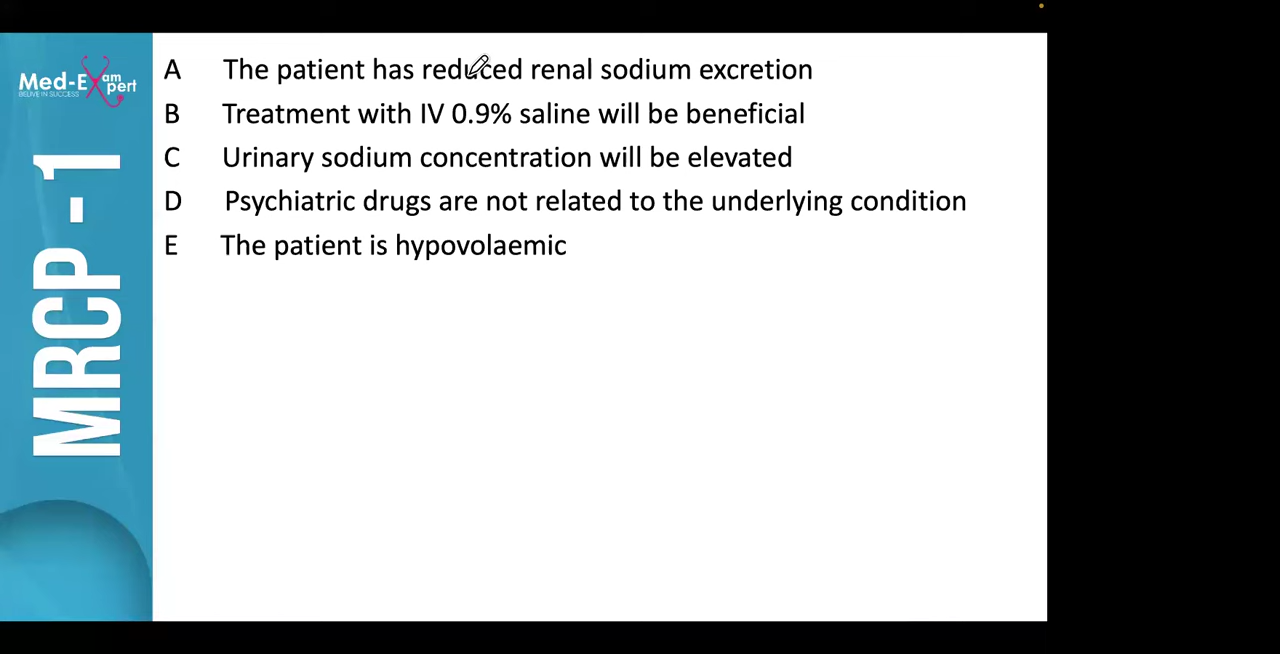 Med-Exam
pert
BELIVE IN SUCCESS
MRCP -1
A The patient has reduced renal sodium excretion
B Treatment with IV 0.9% saline will be beneficial
C Urinary sodium concentration will be elevated
D Psychiatric drugs are not related to the underlying condition
E The patient is hypovolaemic